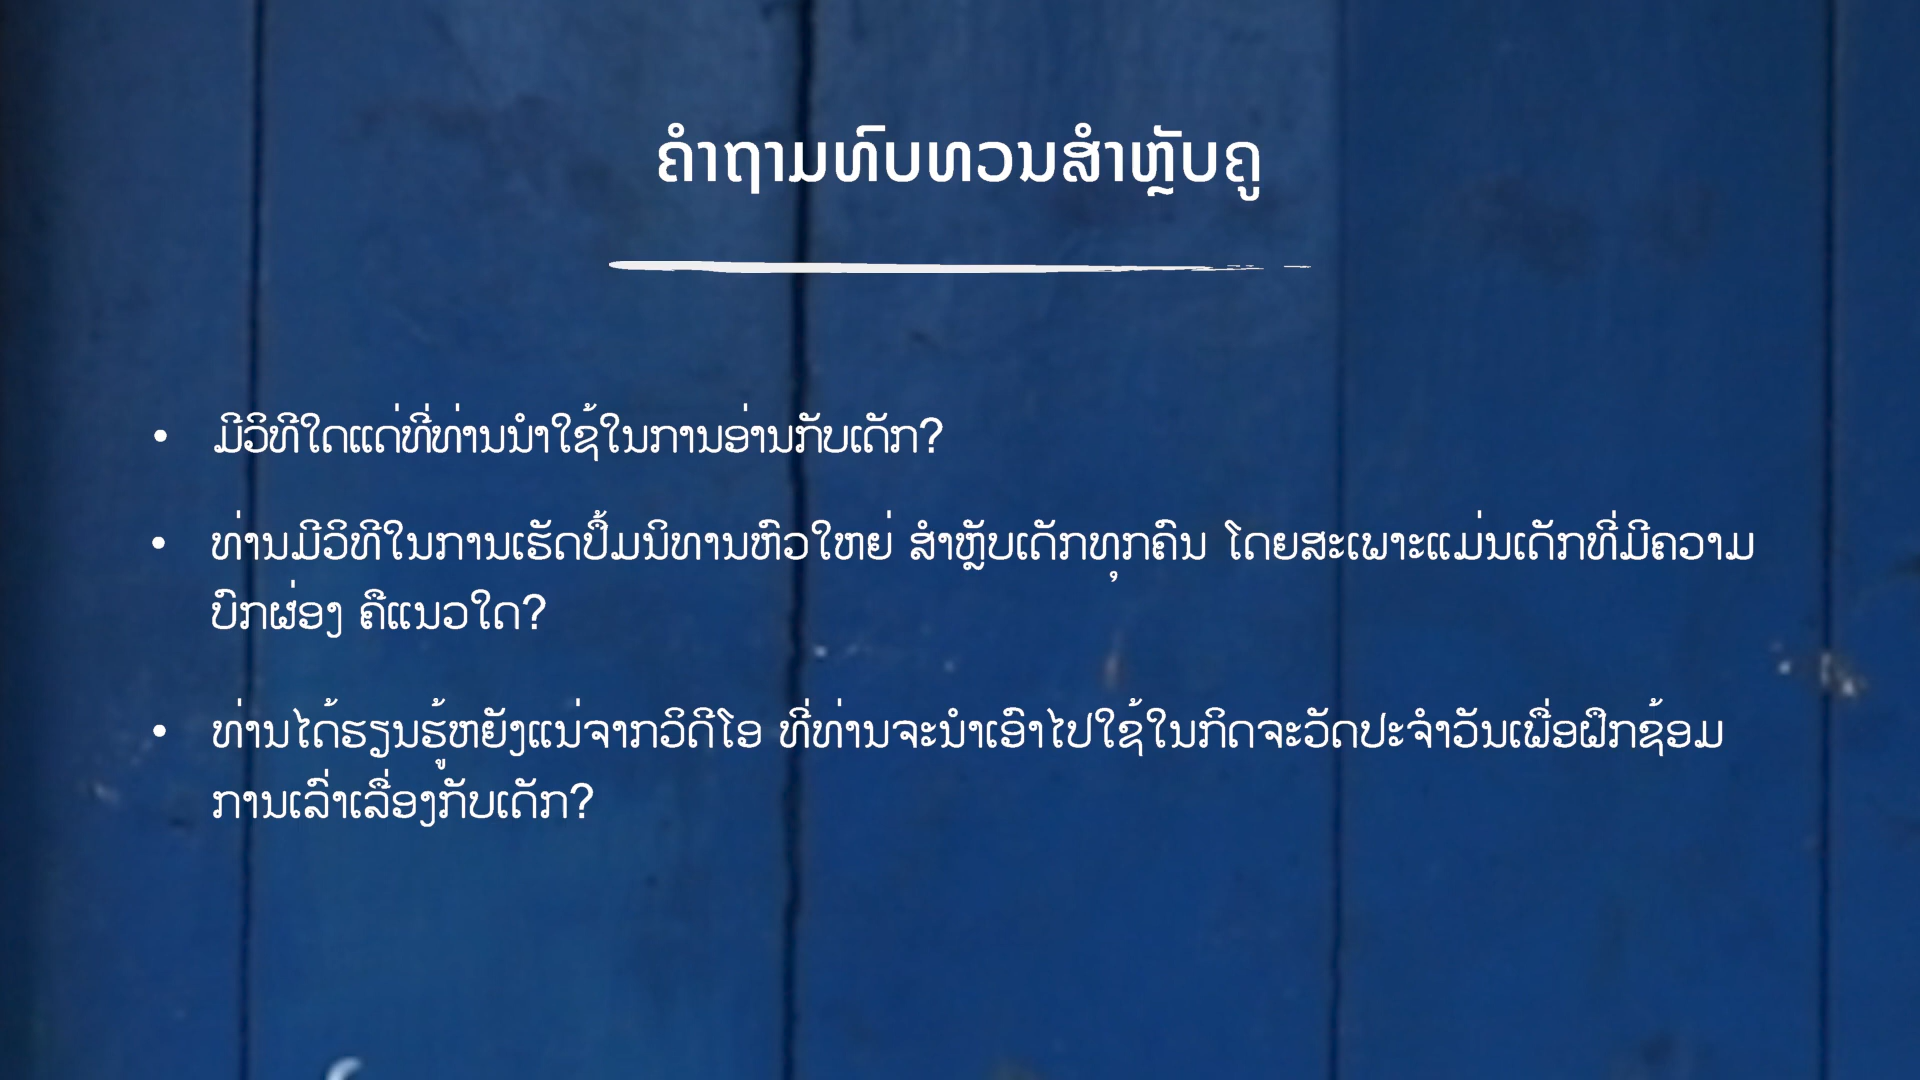 ຄໍາຖາມທົບທວນສໍາຫຼັບຄູ
• ມີວິທີໃດແດ່ທີ່ທ່ານນໍາໃຊ້ໃນການອ່ານກັບເດັກ?
• ທ່ານມີວິທີໃນການເຮັດປຶ້ມນິທານຫົວໃຫຍ່ ສໍາຫຼັບເດັກທຸກຄົນ ໂດຍສະເພາະແມ່ນເດັກທີ່ມີຄວາມ
ບົກຜ່ອງ ຄືແນວໃດ?
• ທ່ານໄດ້ຮຽນຮູ້ຫຍັງແນ່ຈາກວິດີໂອ ທີ່ທ່ານຈະນໍາເອົາໄປໃຊ້ໃນກິດຈະວັດປະຈໍາວັນເພື່ອຝຶກຊ້ອມ
ການເລົ່າເລື່ອງກັບເດັກ?